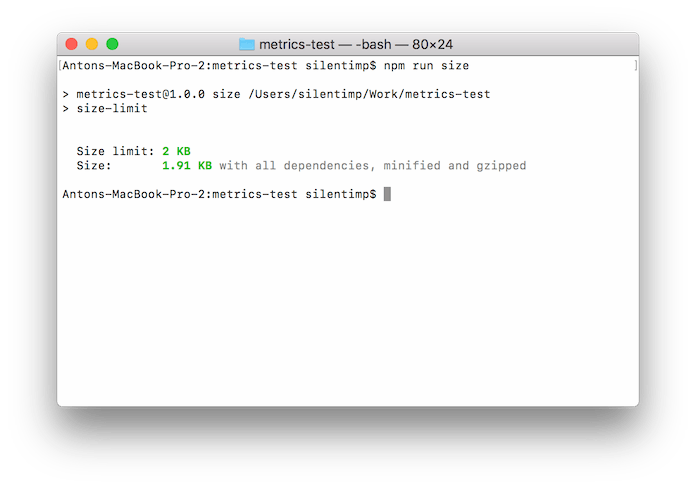 metrics-test — -bash — 80×24
[Antons-MacBook-Pro-2:metrics-test silentimp$ npm run size ]
> metrics-test@1.0.0 size /Users/silentimp/Work/metrics-test
> size-limit
Size limit: 2 KB
Size: 1.91 KB with all dependencies, minified and gzipped
Antons-MacBook-Pro-2:metrics-test silentimp$